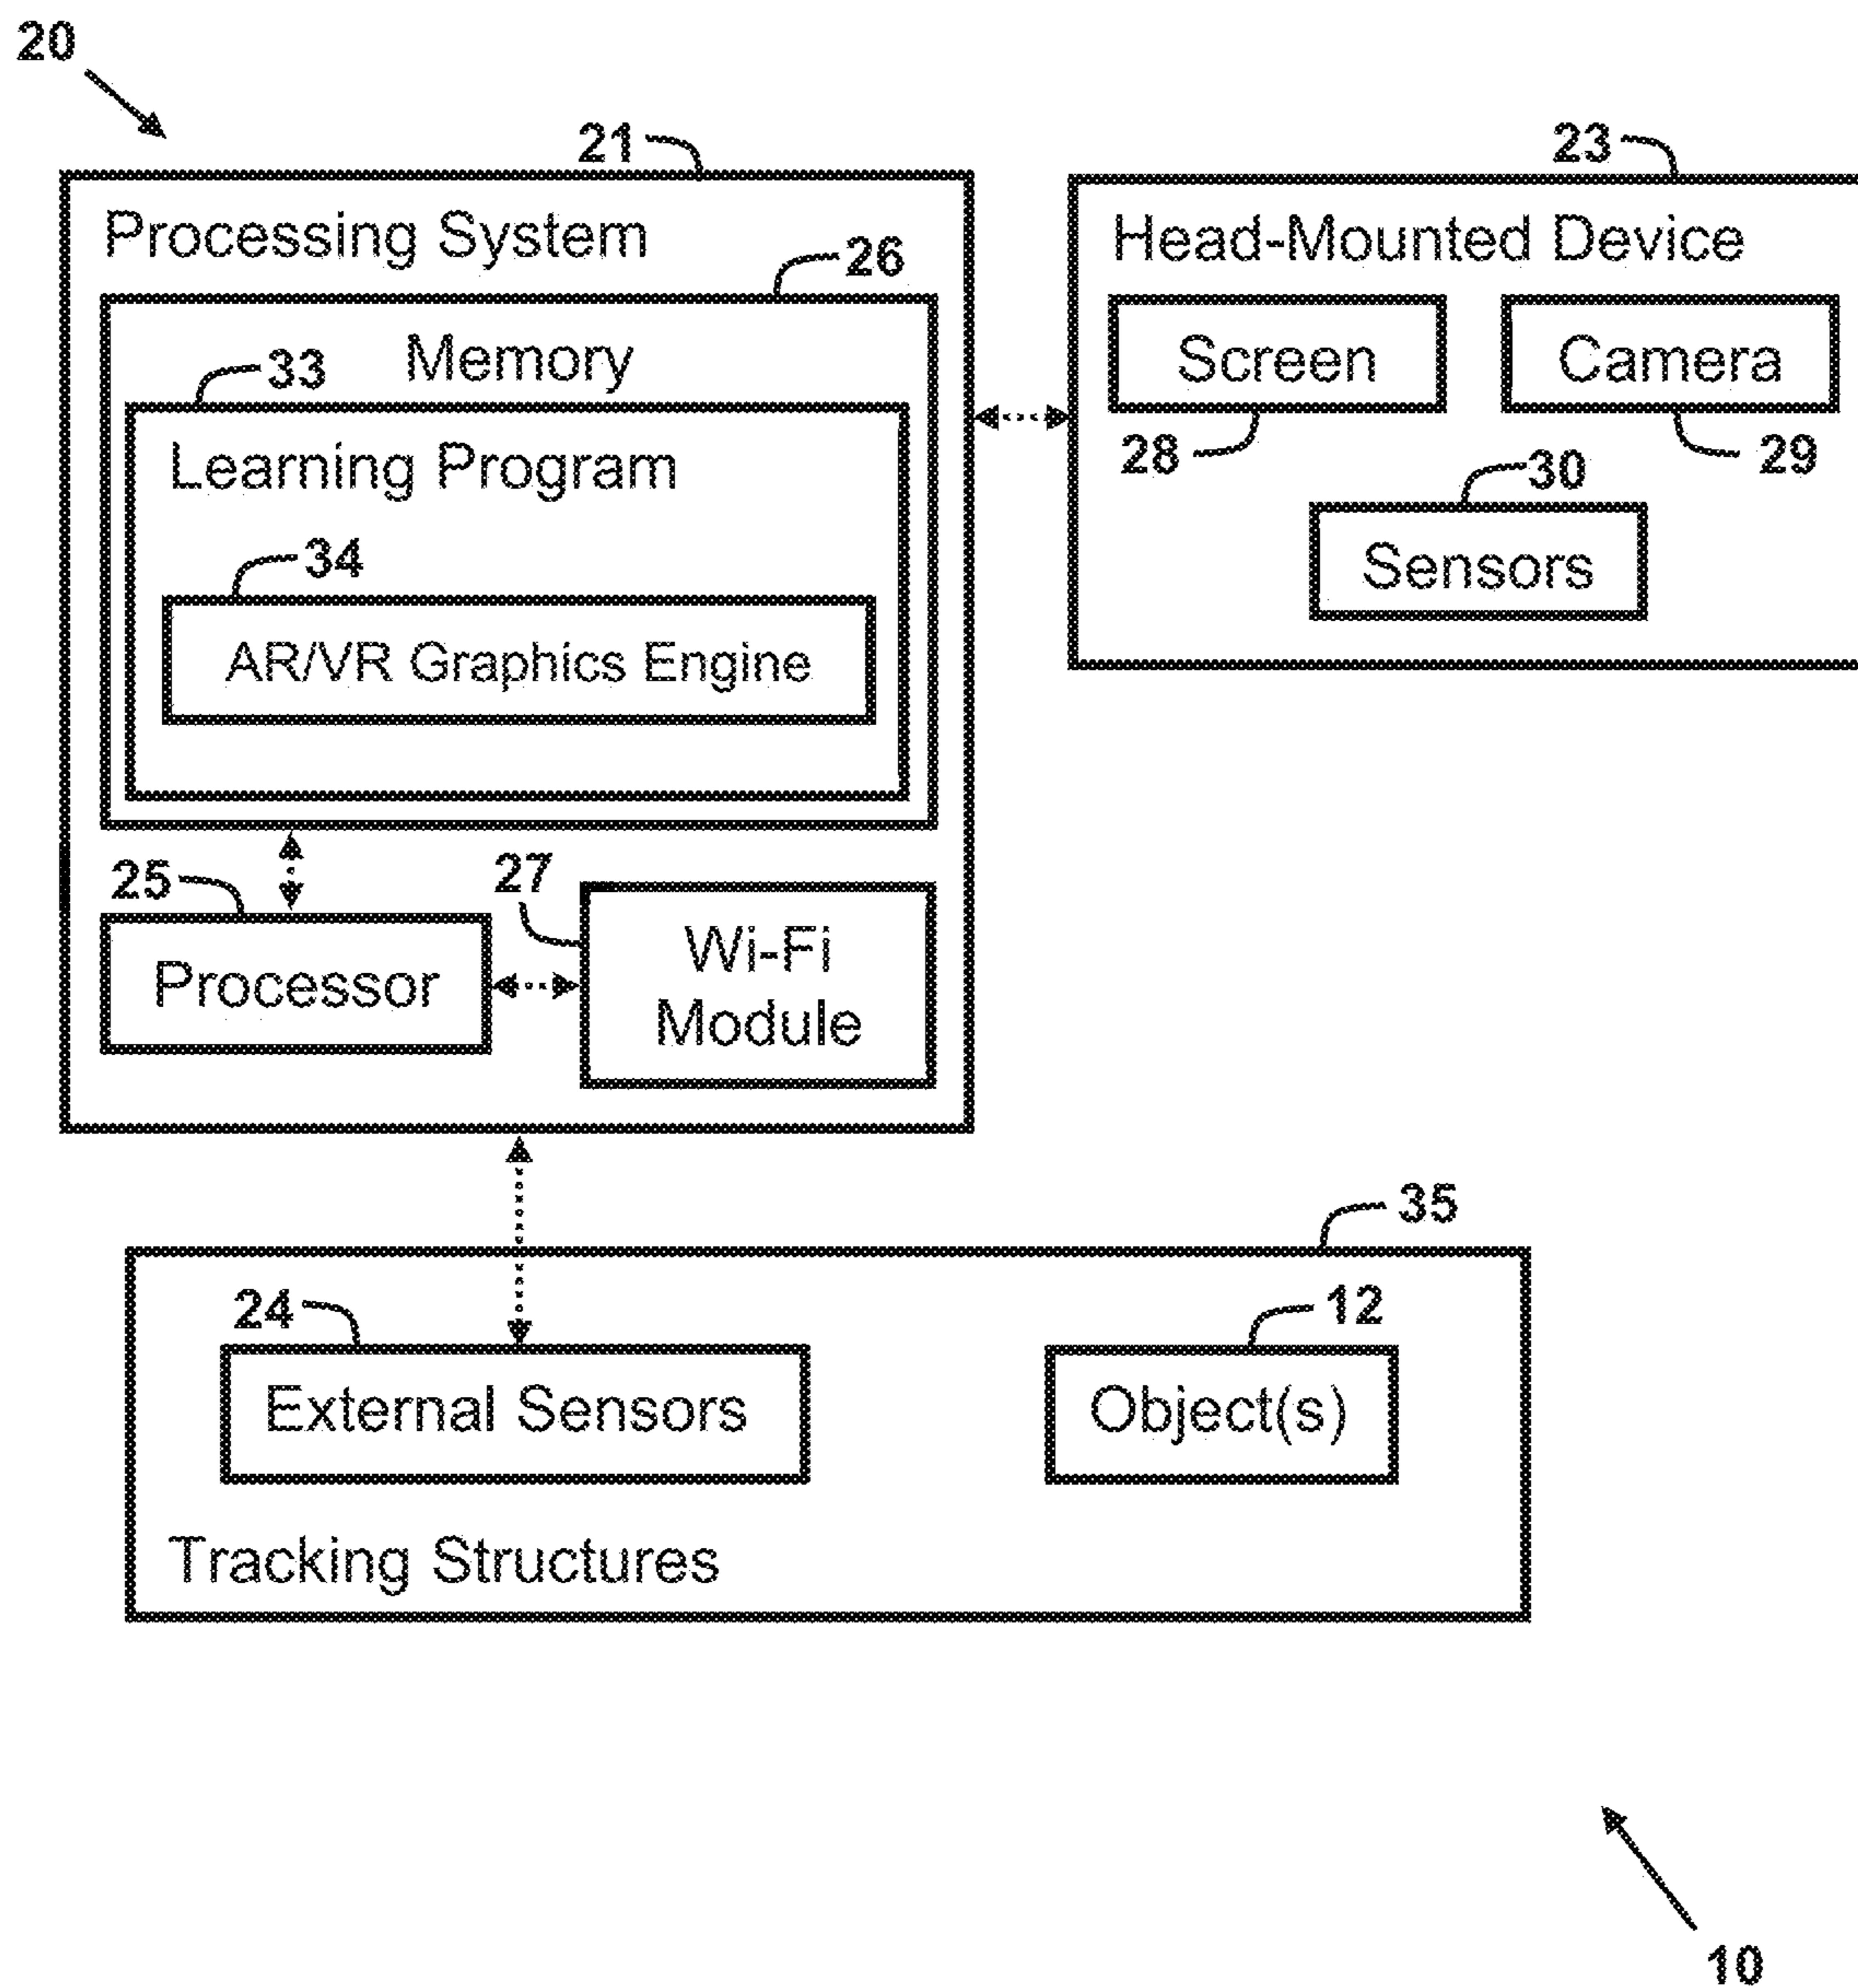 20
21
23
Processing System
Head-Mounted Device
26
Memory
Screen
Camera
33
Learning Program
28
29
30
Sensors
34
AR/VR Graphics Engine
25
27
Processor
Wi-Fi
Module
35
24
12
External Sensors
Object(s)
Tracking Structures
10